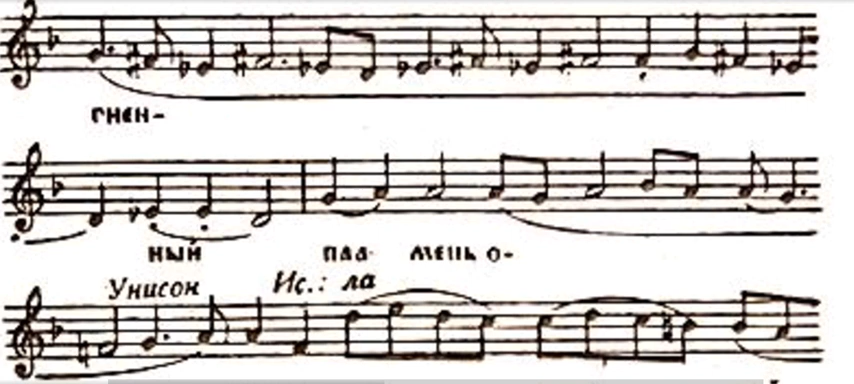 гнен-
ный пла- мень о-
Унисон Ис.: ла